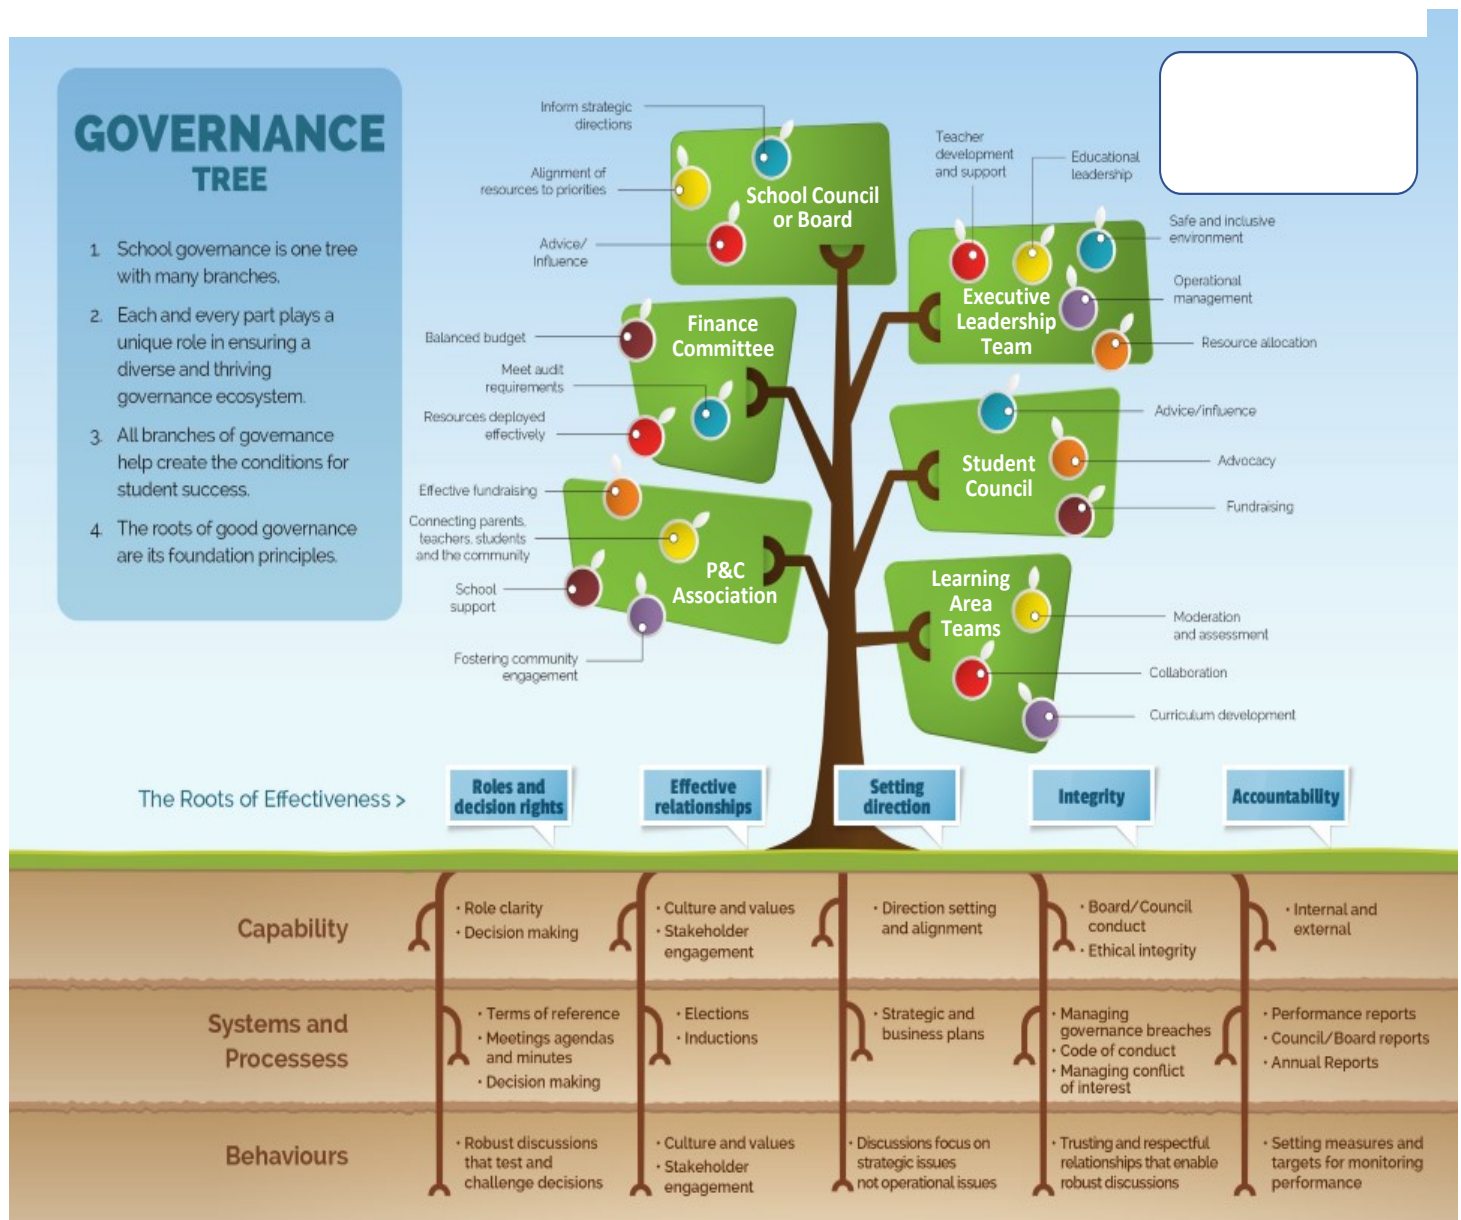 GOVERNANCE
TREE
1. School governance is one tree
with many branches.
2. Each and every part plays a
unique role in ensuring a
diverse and thriving
governance ecosystem.
3. All branches of governance
help create the conditions for
student success.
4. The roots of good governance
are its foundation principles.
Inform strategic
directions
Alignment of
resources to priorities
Advice/
Influence
School Council
or Board
Teacher
development
and support
Educational
leadership
Safe and inclusive
environment
Operational
management
Resource allocation
Executive
Leadership
Team
Balanced budget
Meet audit
requirements
Resources deployed
effectively
Finance
Committee
Advice/influence
Advocacy
Fundraising
Student
Council
Effective fundraising
Connecting parents,
teachers, students
and the community
School
support
Fostering community
engagement
P&C
Association
Learning
Area
Teams
Moderation
and assessment
Collaboration
Curriculum development
The Roots of Effectiveness >
Roles and
decision rights
Effective
relationships
Setting
direction
Integrity
Accountability
Capability
• Role clarity
• Decision making
• Culture and values
• Stakeholder
engagement
• Direction setting
and alignment
• Board/Council
conduct
• Ethical integrity
• Internal and
external
Systems and
Processess
• Terms of reference
• Meetings agendas
and minutes
• Decision making
• Elections
• Inductions
• Strategic and
business plans
• Managing
governance breaches
• Code of conduct
• Managing conflict
of interest
• Performance reports
• Council/Board reports
• Annual Reports
Behaviours
• Robust discussions
that test and
challenge decisions
• Culture and values
• Stakeholder
engagement
• Discussions focus on
strategic issues
not operational issues
• Trusting and respectful
relationships that enable
robust discussions
• Setting measures and
targets for monitoring
performance